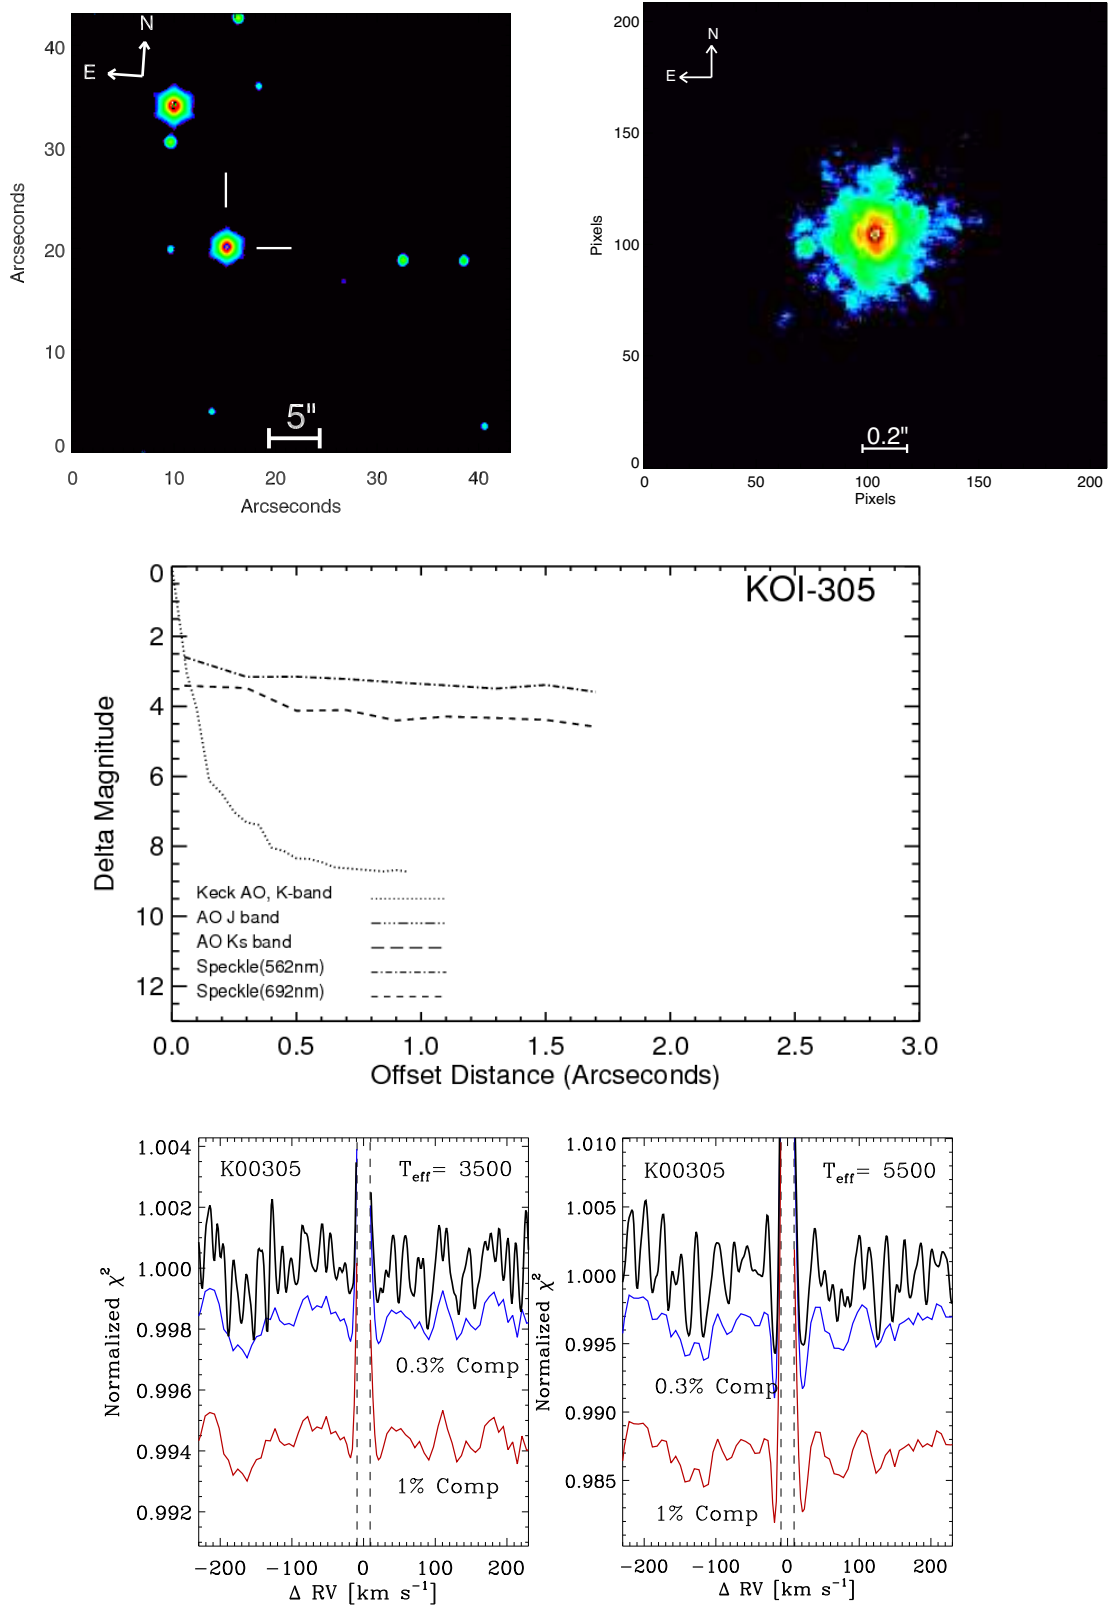 N
E
40
30
20
10
0
Arcseconds
5"
0
10
20
30
40
Arcseconds
N
E
200
150
100
50
0
Pixels
0.2"
0
50
100
150
200
Pixels
KOI-305
0
2
4
6
8
10
12
Delta Magnitude
Keck AO, K-band
AO J band
AO Ks band
Speckle(562nm)
Speckle(692nm)
0.0
0.5
1.0
1.5
2.0
2.5
3.0
Offset Distance (Arcseconds)
K00305
Teff= 3500
1.004
1.002
1.000
0.998
0.996
0.994
0.992
Normalized χ²
0.3% Comp
1% Comp
−200
−100
0
100
200
Δ RV [km s⁻¹]
K00305
Teff= 5500
1.010
1.005
1.000
0.995
0.990
0.985
Normalized χ²
0.3% Comp
1% Comp
−200
−100
0
100
200
Δ RV [km s⁻¹]